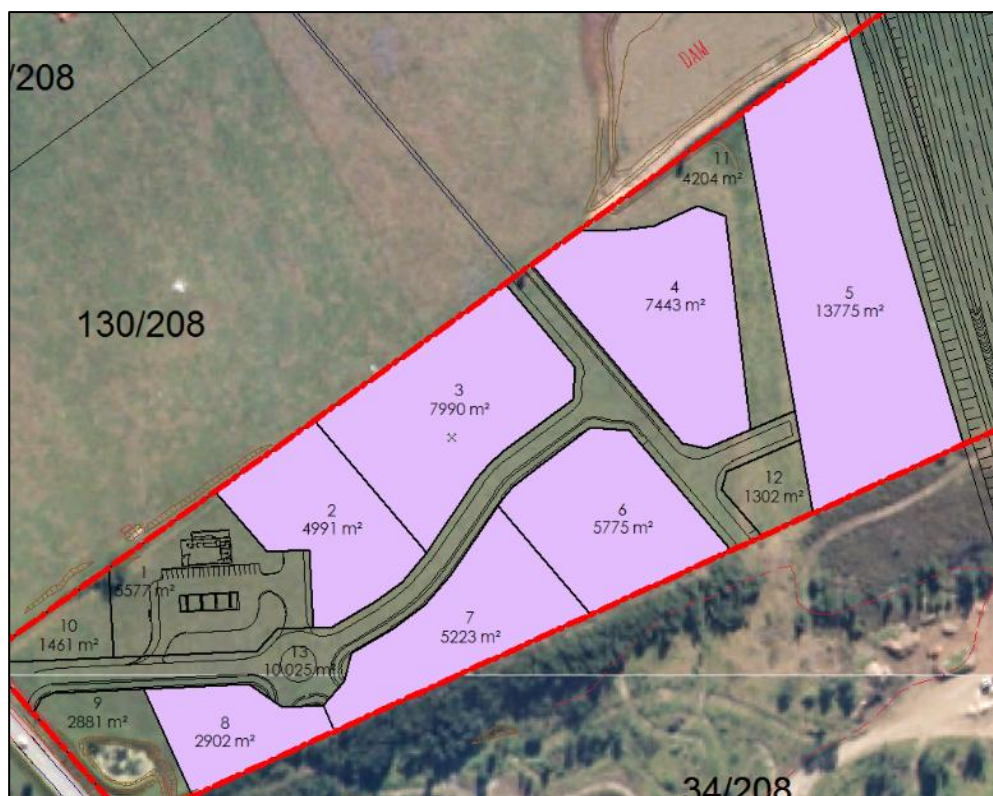 /208
DAM
11
4204 m²
4
7443 m²
5
13775 m²
130/208
3
7990 m²
12
1302 m²
2
4991 m²
6
5775 m²
1
5577 m²
10
1461 m²
7
5223 m²
13
10.025 m²
9
2881 m²
8
2902 m²
34/208